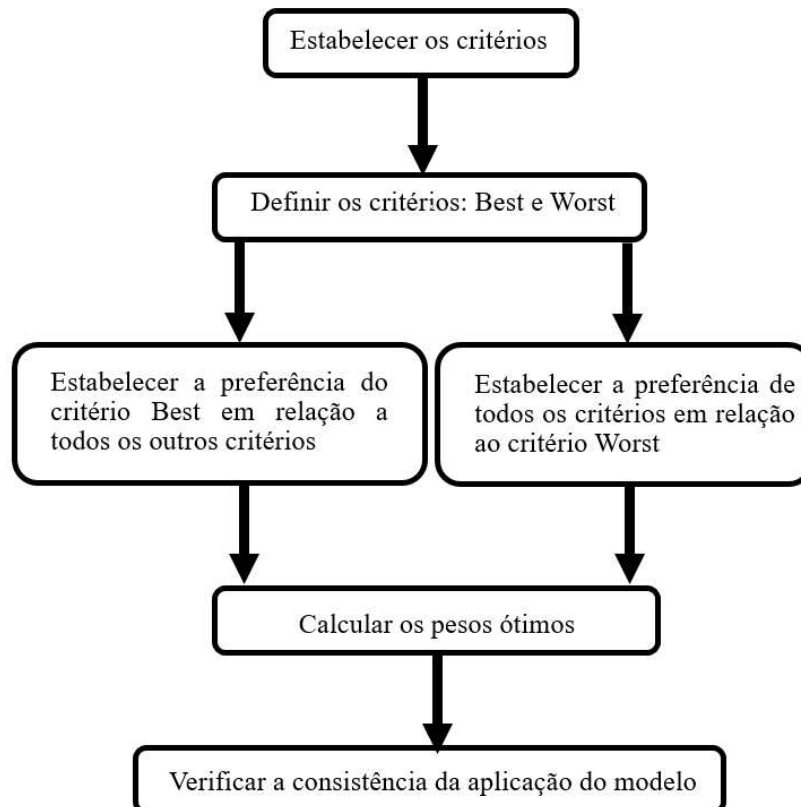 Estabelecer os critérios
Definir os critérios: Best e Worst
Estabelecer a preferência do
critério Best em relação a
todos os outros critérios
Estabelecer a preferência de
todos os critérios em relação
ao critério Worst
Calcular os pesos ótimos
Verificar a consistência da aplicação do modelo